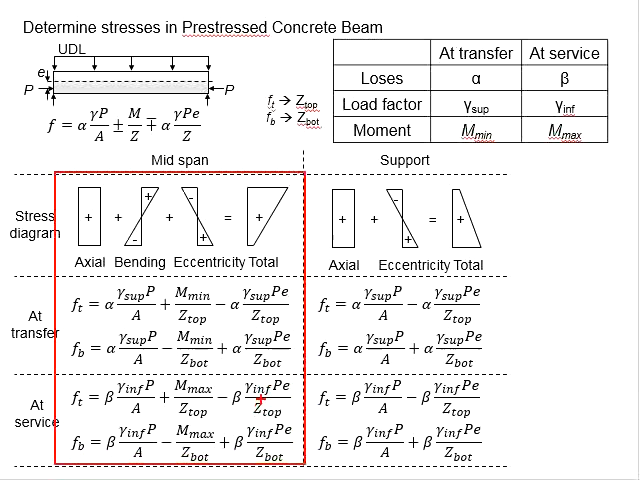 Determine stresses in Prestressed Concrete Beam
UDL
e
P
P
f = α γP/A ± M/Z ∓ α γPe/Z
f_t → Z_top
f_b → Z_bot
At transfer At service
Loses α β
Load factor γ_sup γ_inf
Moment M_min M_max
Mid span Support
Stress diagram
+ + + - + - + = +
+ + - + = +
Axial Bending Eccentricity Total
Axial Eccentricity Total
At transfer
f_t = α γ_sup P/A + M_min/Z_top − α γ_sup Pe/Z_top
f_t = α γ_sup P/A − α γ_sup Pe/Z_top
f_b = α γ_sup P/A − M_min/Z_bot + α γ_sup Pe/Z_bot
f_b = α γ_sup P/A + α γ_sup Pe/Z_bot
At service
f_t = β γ_inf P/A + M_max/Z_top − β γ_inf Pe/Z_top
f_t = β γ_inf P/A − β γ_inf Pe/Z_top
f_b = β γ_inf P/A − M_max/Z_bot + β γ_inf Pe/Z_bot
f_b = β γ_inf P/A + β γ_inf Pe/Z_bot